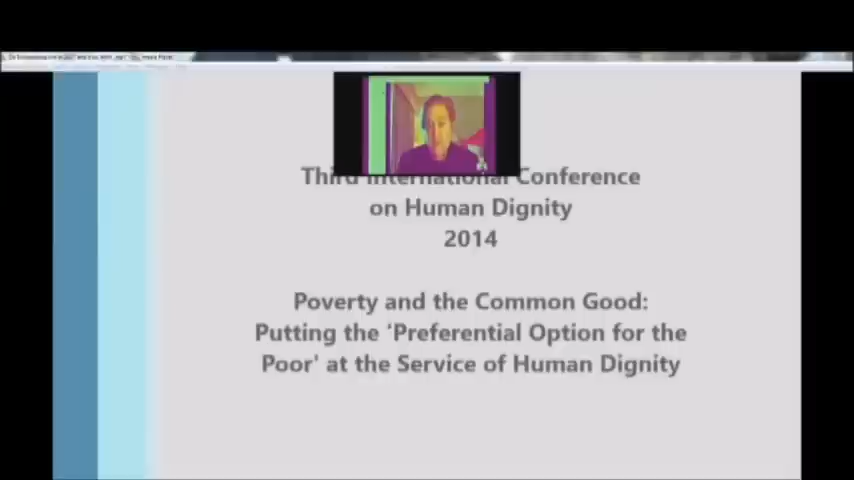 Third International Conference
on Human Dignity
2014
Poverty and the Common Good:
Putting the 'Preferential Option for the
Poor' at the Service of Human Dignity